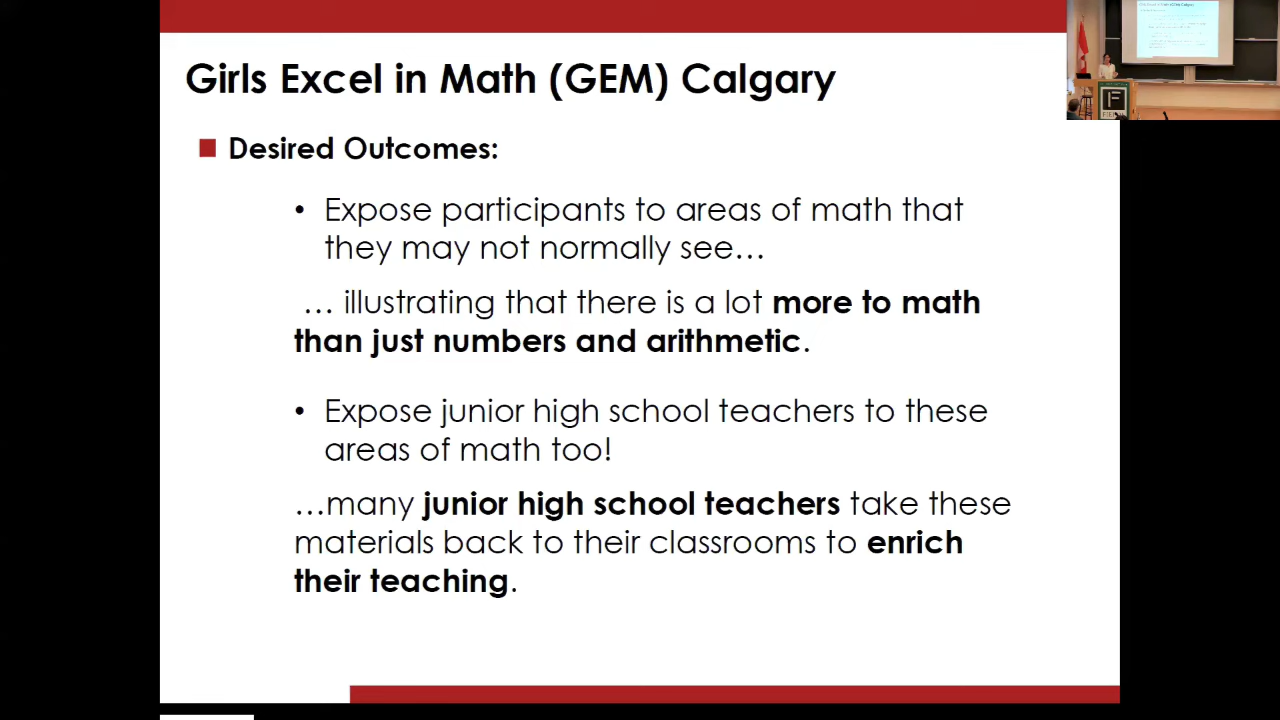 Girls Excel in Math (GEM) Calgary
Desired Outcomes:
• Expose participants to areas of math that
they may not normally see…
… illustrating that there is a lot more to math
than just numbers and arithmetic.
• Expose junior high school teachers to these
areas of math too!
…many junior high school teachers take these
materials back to their classrooms to enrich
their teaching.